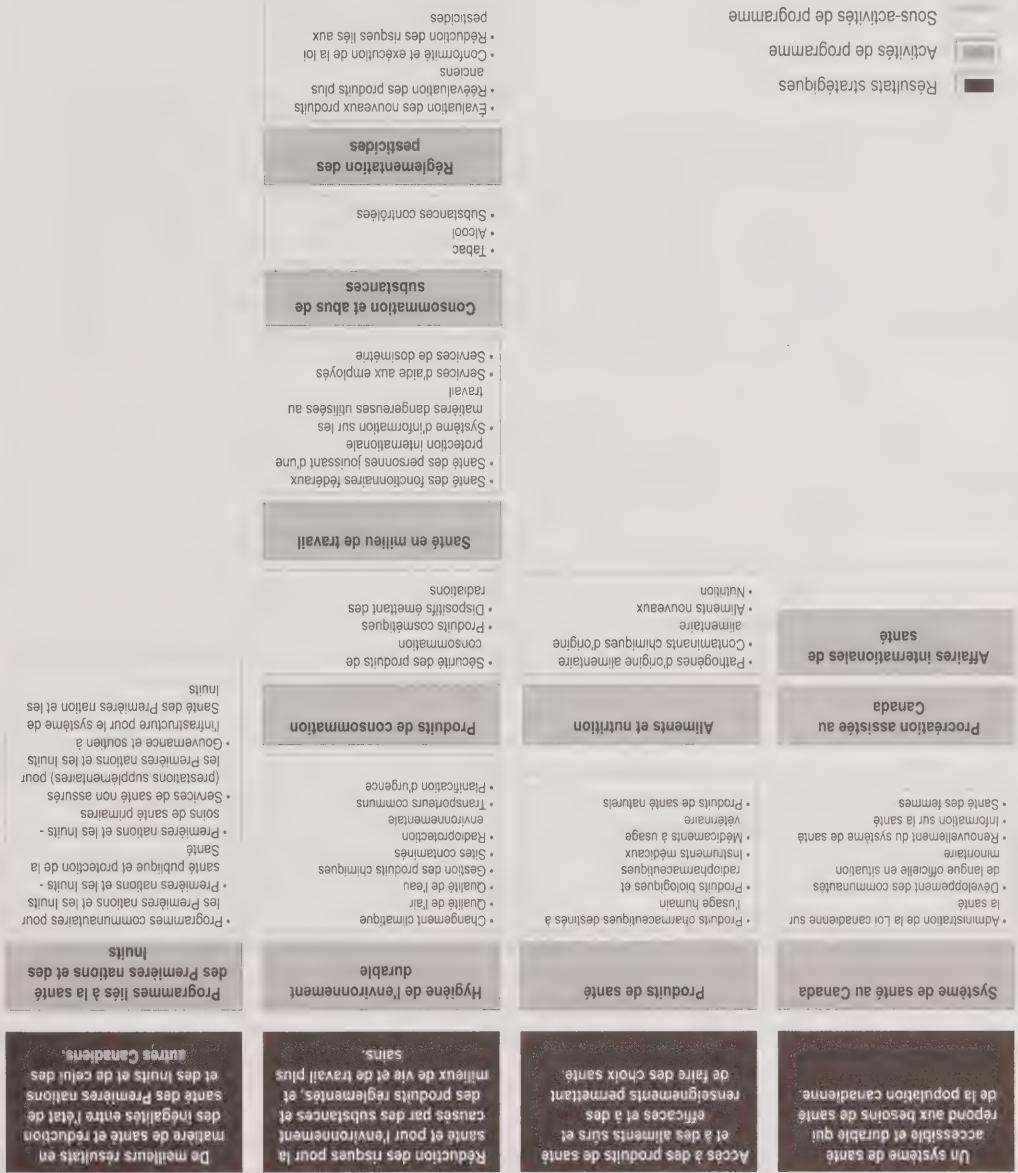 Un système de santé
accessible et durable qui
répond aux besoins de santé
de la population canadienne.
Système de santé au Canada
• Administration de la Loi canadienne sur
la santé
• Développement des communautés
de langue officielle en situation
minoritaire
• Renouvellement du système de santé
• Information sur la santé
• Santé des femmes
Procréation assistée au
Canada
Affaires internationales de
santé
Accès à des produits de santé
et à des aliments sûrs et
efficaces et à des
renseignements permettant
de faire des choix santé.
Produits de santé
• Produits pharmaceutiques destinés à
l'usage humain
• Produits biologiques et
radiopharmaceutiques
• Instruments médicaux
• Médicaments à usage
vétérinaire
• Produits de santé naturels
Aliments et nutrition
• Pathogènes d'origine alimentaire
• Contaminants chimiques d'origine
alimentaire
• Aliments nouveaux
• Nutrition
Réduction des risques pour la
santé et pour l'environnement
causés par des substances et
des produits réglementés, et
milieux de vie et de travail plus
sains.
Hygiène de l'environnement
durable
• Changement climatique
• Qualité de l'air
• Qualité de l'eau
• Gestion des produits chimiques
• Sites contaminés
• Radioprotection
environnementale
• Transporteurs communs
• Planification d'urgence
Produits de consommation
• Sécurité des produits de
consommation
• Produits cosmétiques
• Dispositifs émettant des
radiations
Santé en milieu de travail
• Santé des fonctionnaires fédéraux
• Santé des personnes jouissant d'une
protection internationale
• Système d'information sur les
matières dangereuses utilisées au
travail
• Services d'aide aux employés
• Services de dosimétrie
Consommation et abus de
substances
• Tabac
• Alcool
• Substances contrôlées
Réglementation des
pesticides
• Évaluation des nouveaux produits
• Réévaluation des produits plus
anciens
• Conformité et exécution de la loi
• Réduction des risques liés aux
pesticides
De meilleurs résultats en
matière de santé et réduction
des inégalités entre l'état de
santé des Premières nations
et des Inuits et de celui des
autres Canadiens.
Programmes liés à la santé
des Premières nations et des
Inuits
• Programmes communautaires pour
les Premières nations et les Inuits
• Premières nations et les Inuits -
santé publique et protection de la
Santé
• Premières nations et les Inuits -
soins de santé primaires
• Services de santé non assurés
(prestations supplémentaires) pour
les Premières nations et les Inuits
• Gouvernance et soutien à
l'infrastructure pour le système de
Santé des Premières nation et les
Inuits
Résultats stratégiques
Activités de programme
Sous-activités de programme